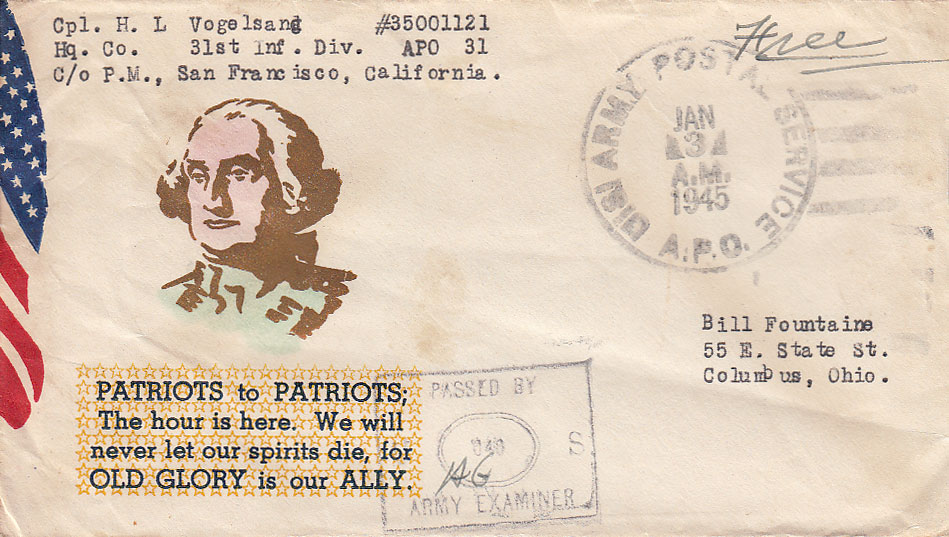 Cpl. H. L Vogelsang #35001121
Hq. Co. 31st Inf. Div. APO 31
C/o P.M., San Francisco, California.
Free
ARMY POSTAL SERVICE
JAN
3
A.M.
1945
A.P.O.
Bill Fountaine
55 E. State St.
Columbus, Ohio.
PATRIOTS to PATRIOTS;
The hour is here. We will
never let our spirits die, for
OLD GLORY is our ALLY.
PASSED BY
S
ARMY EXAMINER